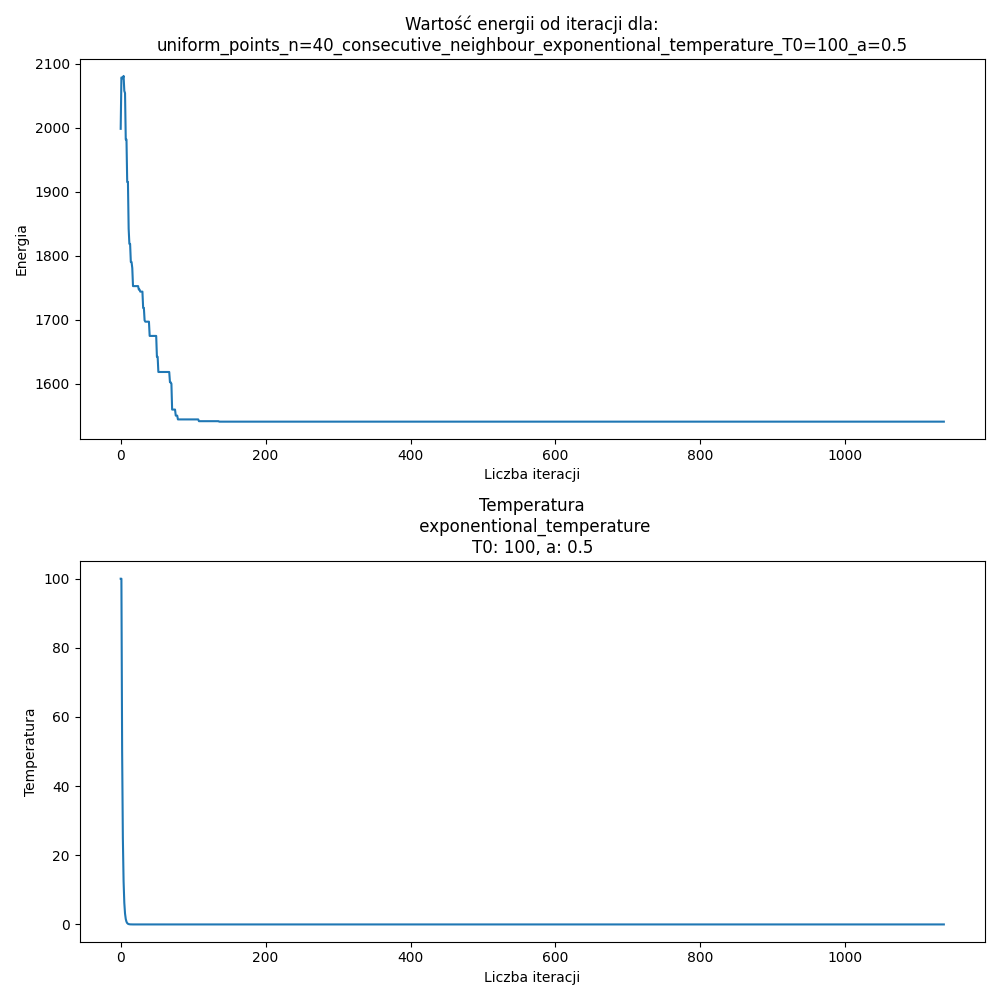 Wartość energii od iteracji dla:
uniform_points_n=40_consecutive_neighbour_exponentional_temperature_T0=100_a=0.5
2100
2000
1900
1800
1700
1600
Energia
0
200
400
600
800
1000
Liczba iteracji
Temperatura
exponentional_temperature
T0: 100, a: 0.5
100
80
60
40
20
0
Temperatura
0
200
400
600
800
1000
Liczba iteracji